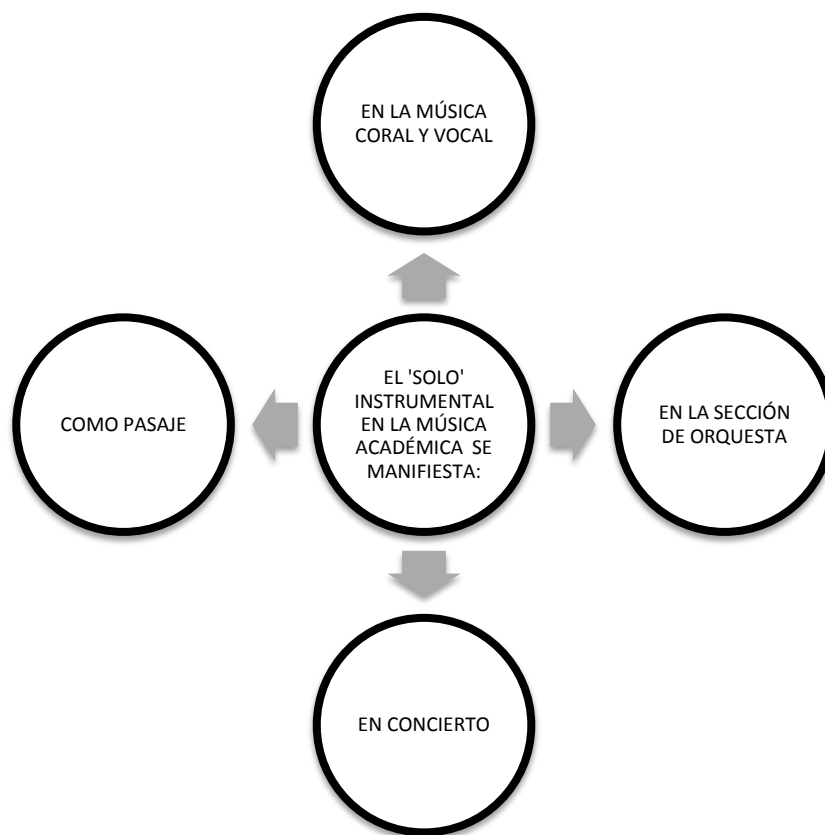 EN LA MÚSICA
CORAL Y VOCAL
COMO PASAJE
EL 'SOLO'
INSTRUMENTAL
EN LA MÚSICA
ACADÉMICA SE
MANIFIESTA:
EN LA SECCIÓN
DE ORQUESTA
EN CONCIERTO